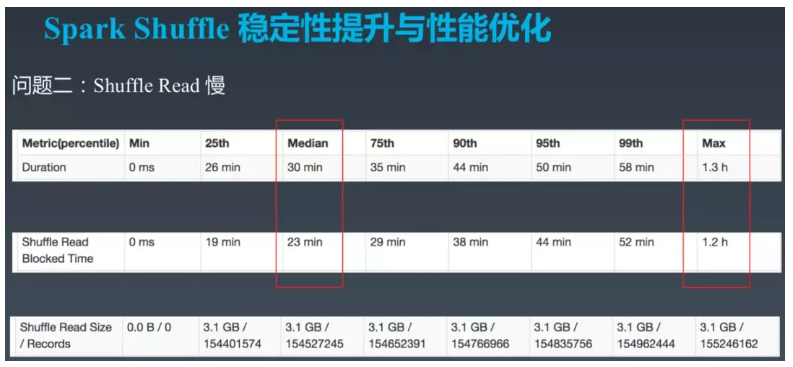 Spark Shuffle 稳定性提升与性能优化
问题二：Shuffle Read 慢
Metric(percentile) Min 25th Median 75th 90th 95th 99th Max
Duration 0 ms 26 min 30 min 35 min 44 min 50 min 58 min 1.3 h
Shuffle Read 0 ms 19 min 23 min 29 min 38 min 44 min 52 min 1.2 h
Blocked Time
Shuffle Read Size 0.0 B / 0 3.1 GB / 3.1 GB / 3.1 GB / 3.1 GB / 3.1 GB / 3.1 GB / 3.1 GB /
/ Records 154401574 154527245 154652391 154766966 154835756 154962444 155246162